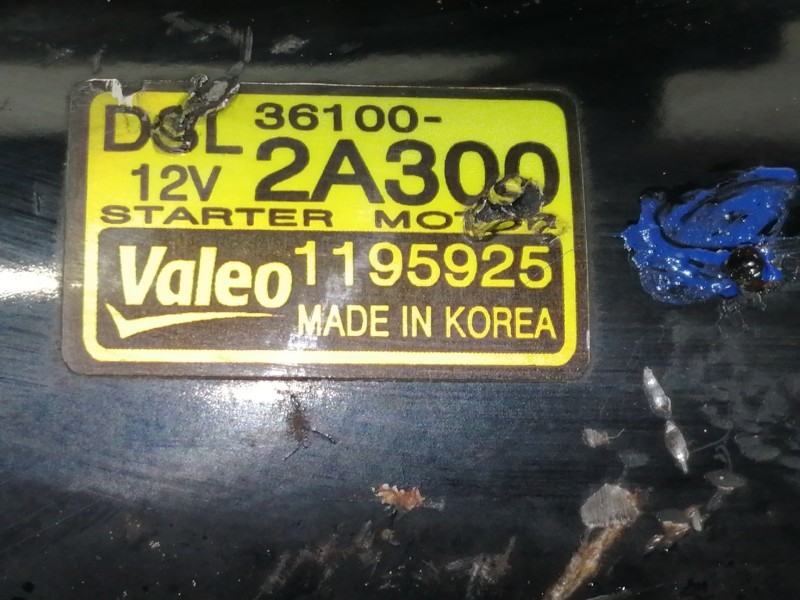 DSL 36100-
12V 2A300
STARTER MOTOR
Valeo 1195925
MADE IN KOREA